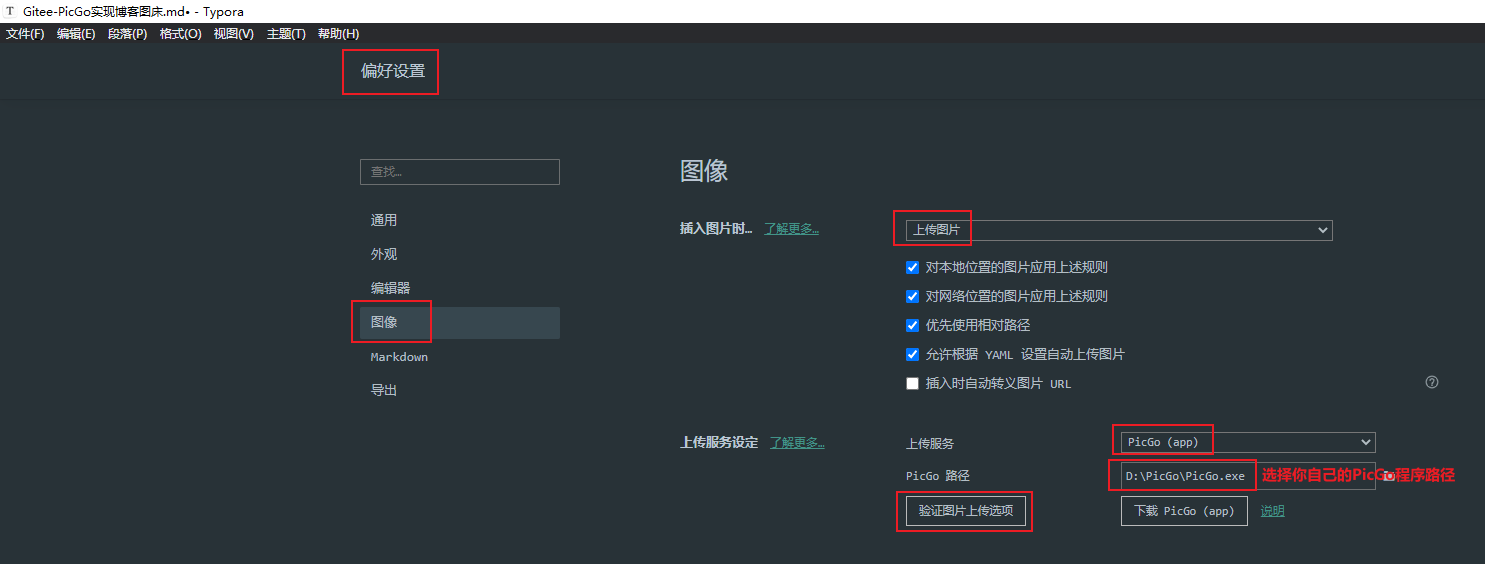 Gitee-PicGo实现博客图床.md• - Typora
文件(F) 编辑(E) 段落(P) 格式(O) 视图(V) 主题(T) 帮助(H)
偏好设置
查找…
通用
外观
编辑器
图像
Markdown
导出
图像
插入图片时… 了解更多… 上传图片
对本地位置的图片应用上述规则
对网络位置的图片应用上述规则
优先使用相对路径
允许根据 YAML 设置自动上传图片
插入时自动转义图片 URL
上传服务设定 了解更多… 上传服务 PicGo (app)
PicGo 路径 D:\PicGo\PicGo.exe 选择你自己的PicGo程序路径
验证图片上传选项 下载 PicGo (app) 说明